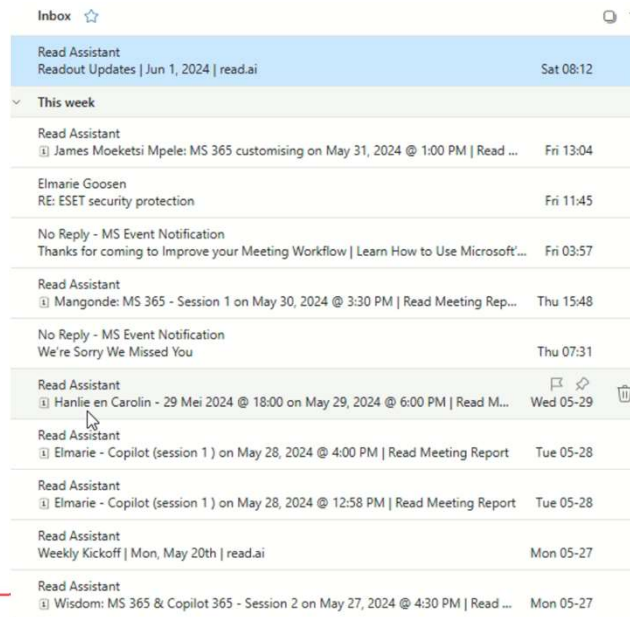 Inbox
Read Assistant
Readout Updates | Jun 1, 2024 | read.ai Sat 08:12
This week
Read Assistant
James Moeketsi Mpele: MS 365 customising on May 31, 2024 @ 1:00 PM | Read ... Fri 13:04
Elmarie Goosen
RE: ESET security protection Fri 11:45
No Reply - MS Event Notification
Thanks for coming to Improve your Meeting Workflow | Learn How to Use Microsoft'... Fri 03:57
Read Assistant
Mangonde: MS 365 - Session 1 on May 30, 2024 @ 3:30 PM | Read Meeting Rep... Thu 15:48
No Reply - MS Event Notification
We're Sorry We Missed You Thu 07:31
Read Assistant
Hanlie en Carolin - 29 Mei 2024 @ 18:00 on May 29, 2024 @ 6:00 PM | Read M... Wed 05-29
Read Assistant
Elmarie - Copilot (session 1 ) on May 28, 2024 @ 4:00 PM | Read Meeting Report Tue 05-28
Read Assistant
Elmarie - Copilot (session 1 ) on May 28, 2024 @ 12:58 PM | Read Meeting Report Tue 05-28
Read Assistant
Weekly Kickoff | Mon, May 20th | read.ai Mon 05-27
Read Assistant
Wisdom: MS 365 & Copilot 365 - Session 2 on May 27, 2024 @ 4:30 PM | Read ... Mon 05-27